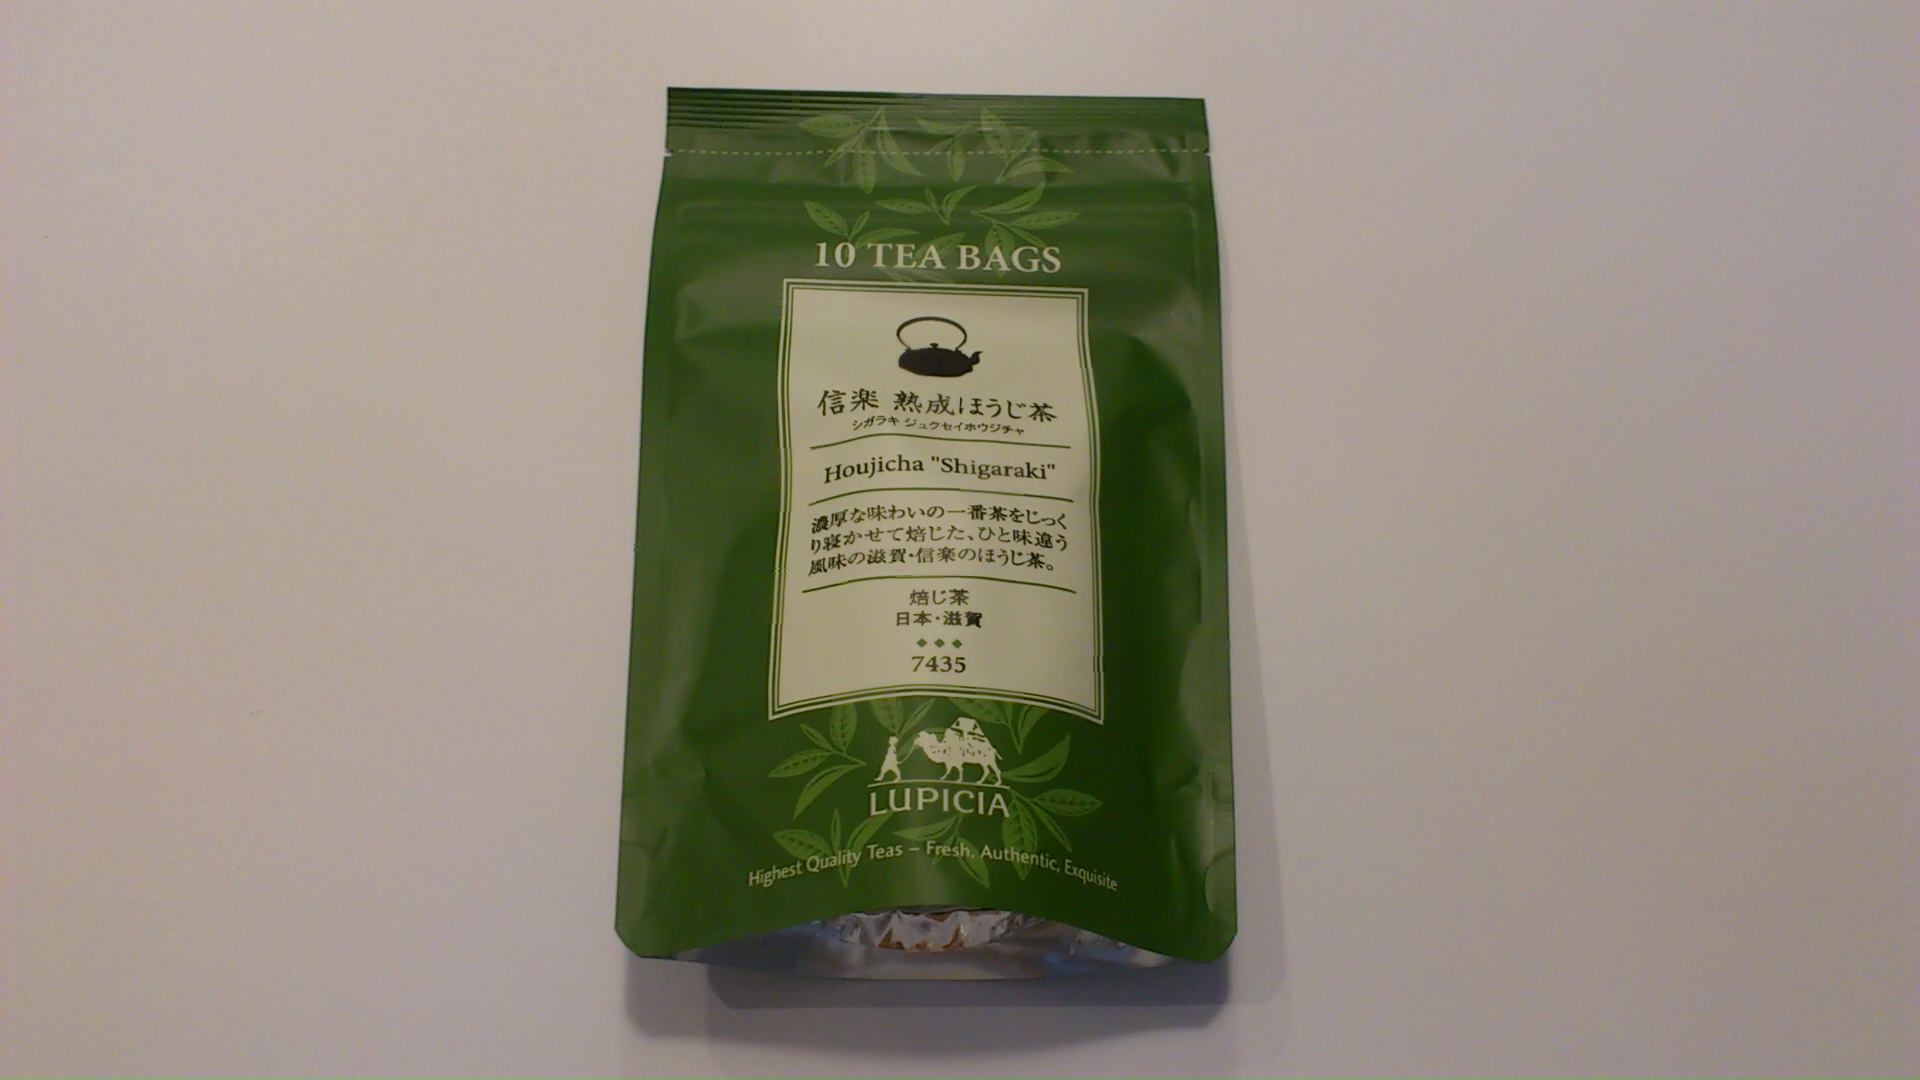 10 TEA BAGS
信楽 熟成ほうじ茶
シガラキ ジュクセイホウジチャ
Houjicha "Shigaraki"
濃厚な味わいの一番茶をじっく
り寝かせて焙じた、ひと味違う
風味の滋賀・信楽のほうじ茶。
焙じ茶
日本・滋賀
7435
LUPICIA
Highest Quality Teas – Fresh, Authentic, Exquisite